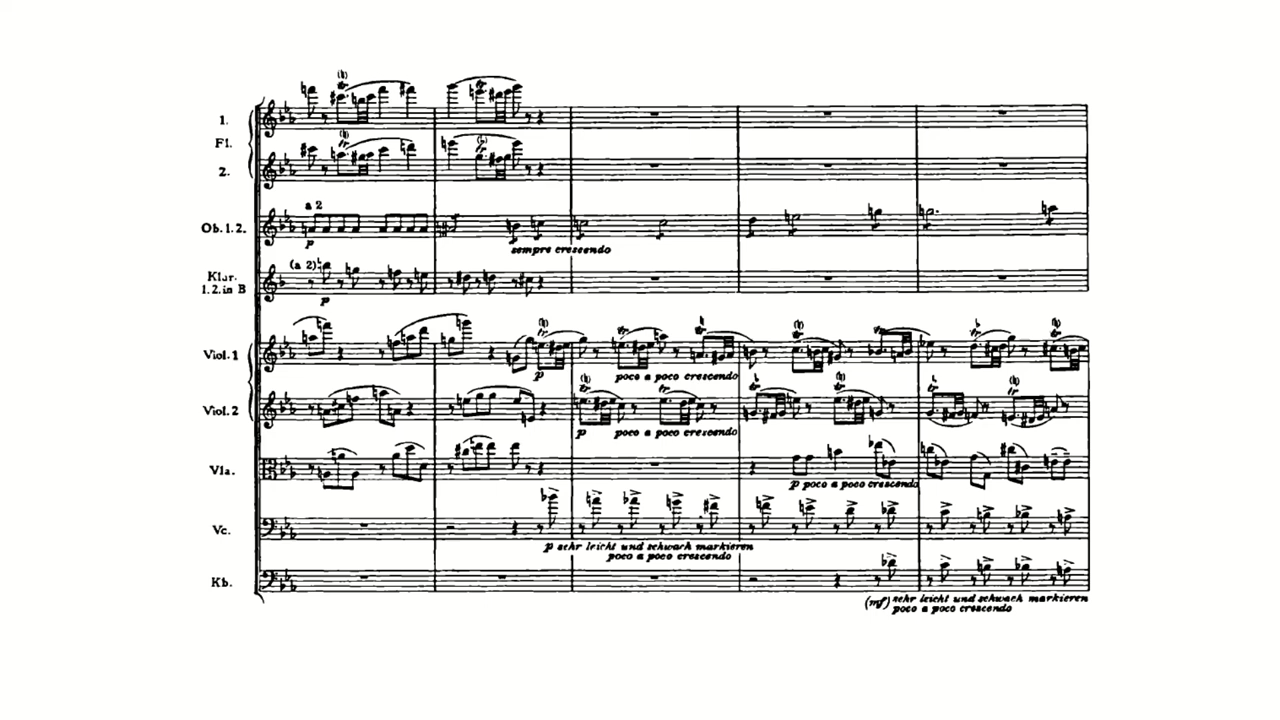 1.
Fl.
2.
a 2
Ob. 1. 2.
p
sempre crescendo
(a 2)
Klar.
1. 2. in B
p
Viol. 1
p
poco a poco crescendo
Viol. 2
p
poco a poco crescendo
Vla.
p poco a poco crescendo
Vc.
p sehr leicht und schwach markieren
poco a poco crescendo
Kb.
(mf) sehr leicht und schwach markieren
poco a poco crescendo